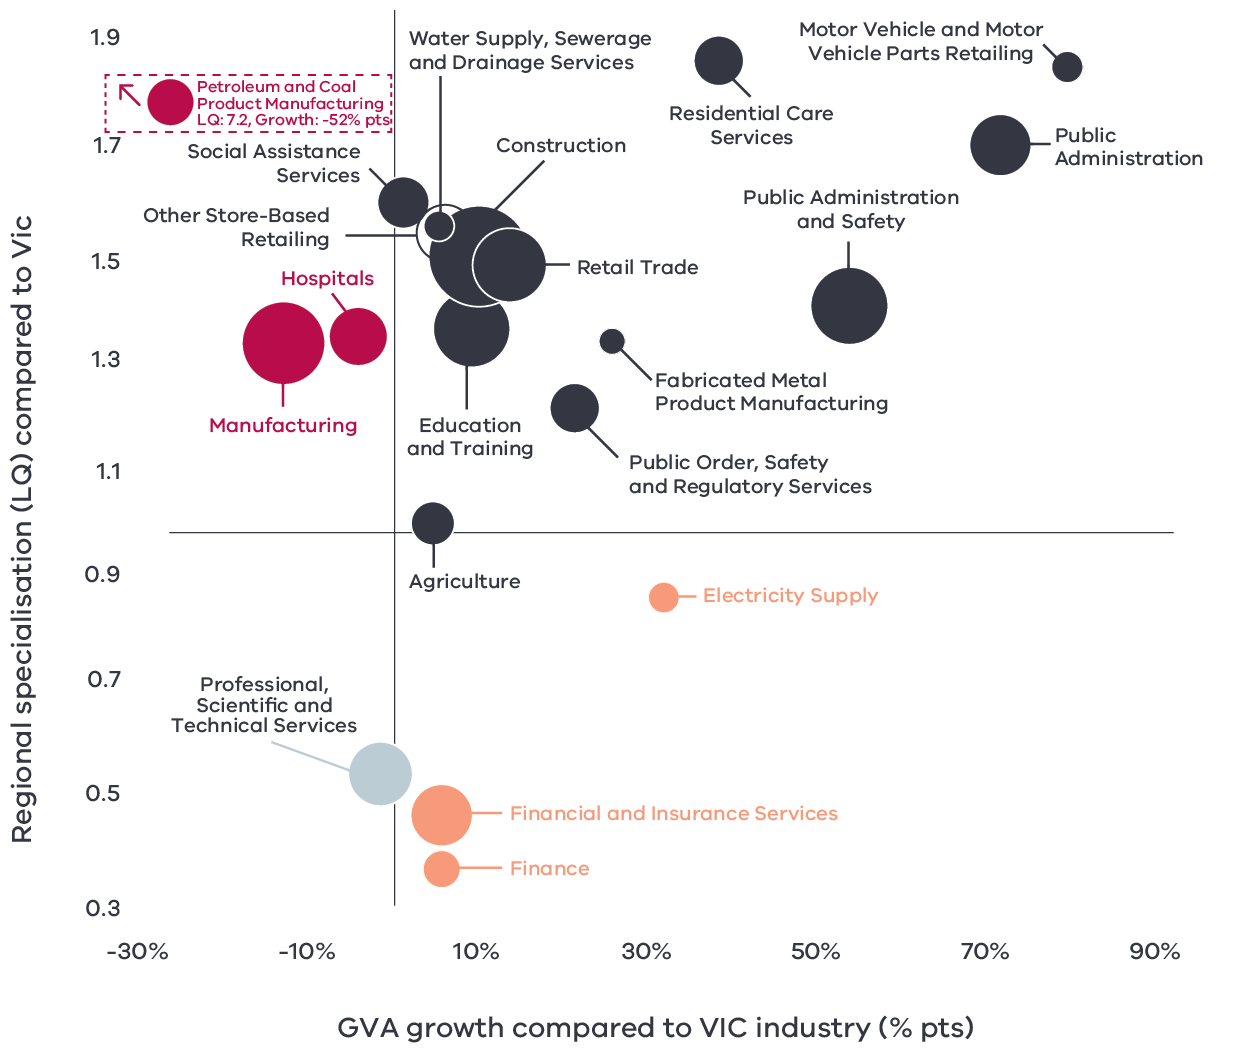 1.9
1.7
1.5
1.3
1.1
0.9
0.7
0.5
0.3
Regional specialisation (LQ) compared to Vic
Petroleum and Coal
Product Manufacturing
LQ: 7.2, Growth: -52% pts
Water Supply, Sewerage
and Drainage Services
Motor Vehicle and Motor
Vehicle Parts Retailing
Residential Care
Services
Public
Administration
Social Assistance
Services
Construction
Other Store-Based
Retailing
Public Administration
and Safety
Retail Trade
Hospitals
Manufacturing
Education
and Training
Fabricated Metal
Product Manufacturing
Public Order, Safety
and Regulatory Services
Agriculture
Electricity Supply
Professional,
Scientific and
Technical Services
Financial and Insurance Services
Finance
-30%
-10%
10%
30%
50%
70%
90%
GVA growth compared to VIC industry (% pts)